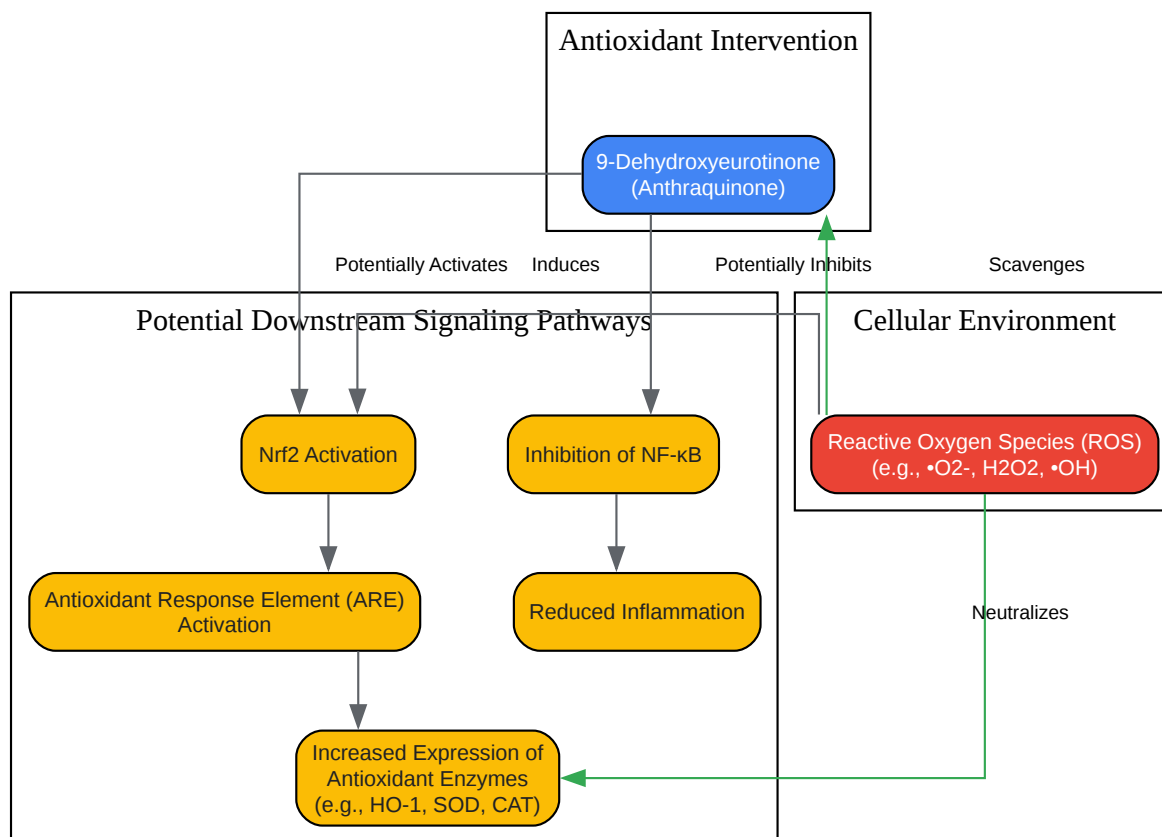 Antioxidant Intervention
9-Dehydroxyeurotinone
(Anthraquinone)
Potentially Activates
Induces
Potentially Inhibits
Scavenges
Potential Downstream Signaling Pathways
Cellular Environment
Nrf2 Activation
Inhibition of NF-κB
Reactive Oxygen Species (ROS)
(e.g., •O2-, H2O2, •OH)
Antioxidant Response Element (ARE)
Activation
Reduced Inflammation
Neutralizes
Increased Expression of
Antioxidant Enzymes
(e.g., HO-1, SOD, CAT)